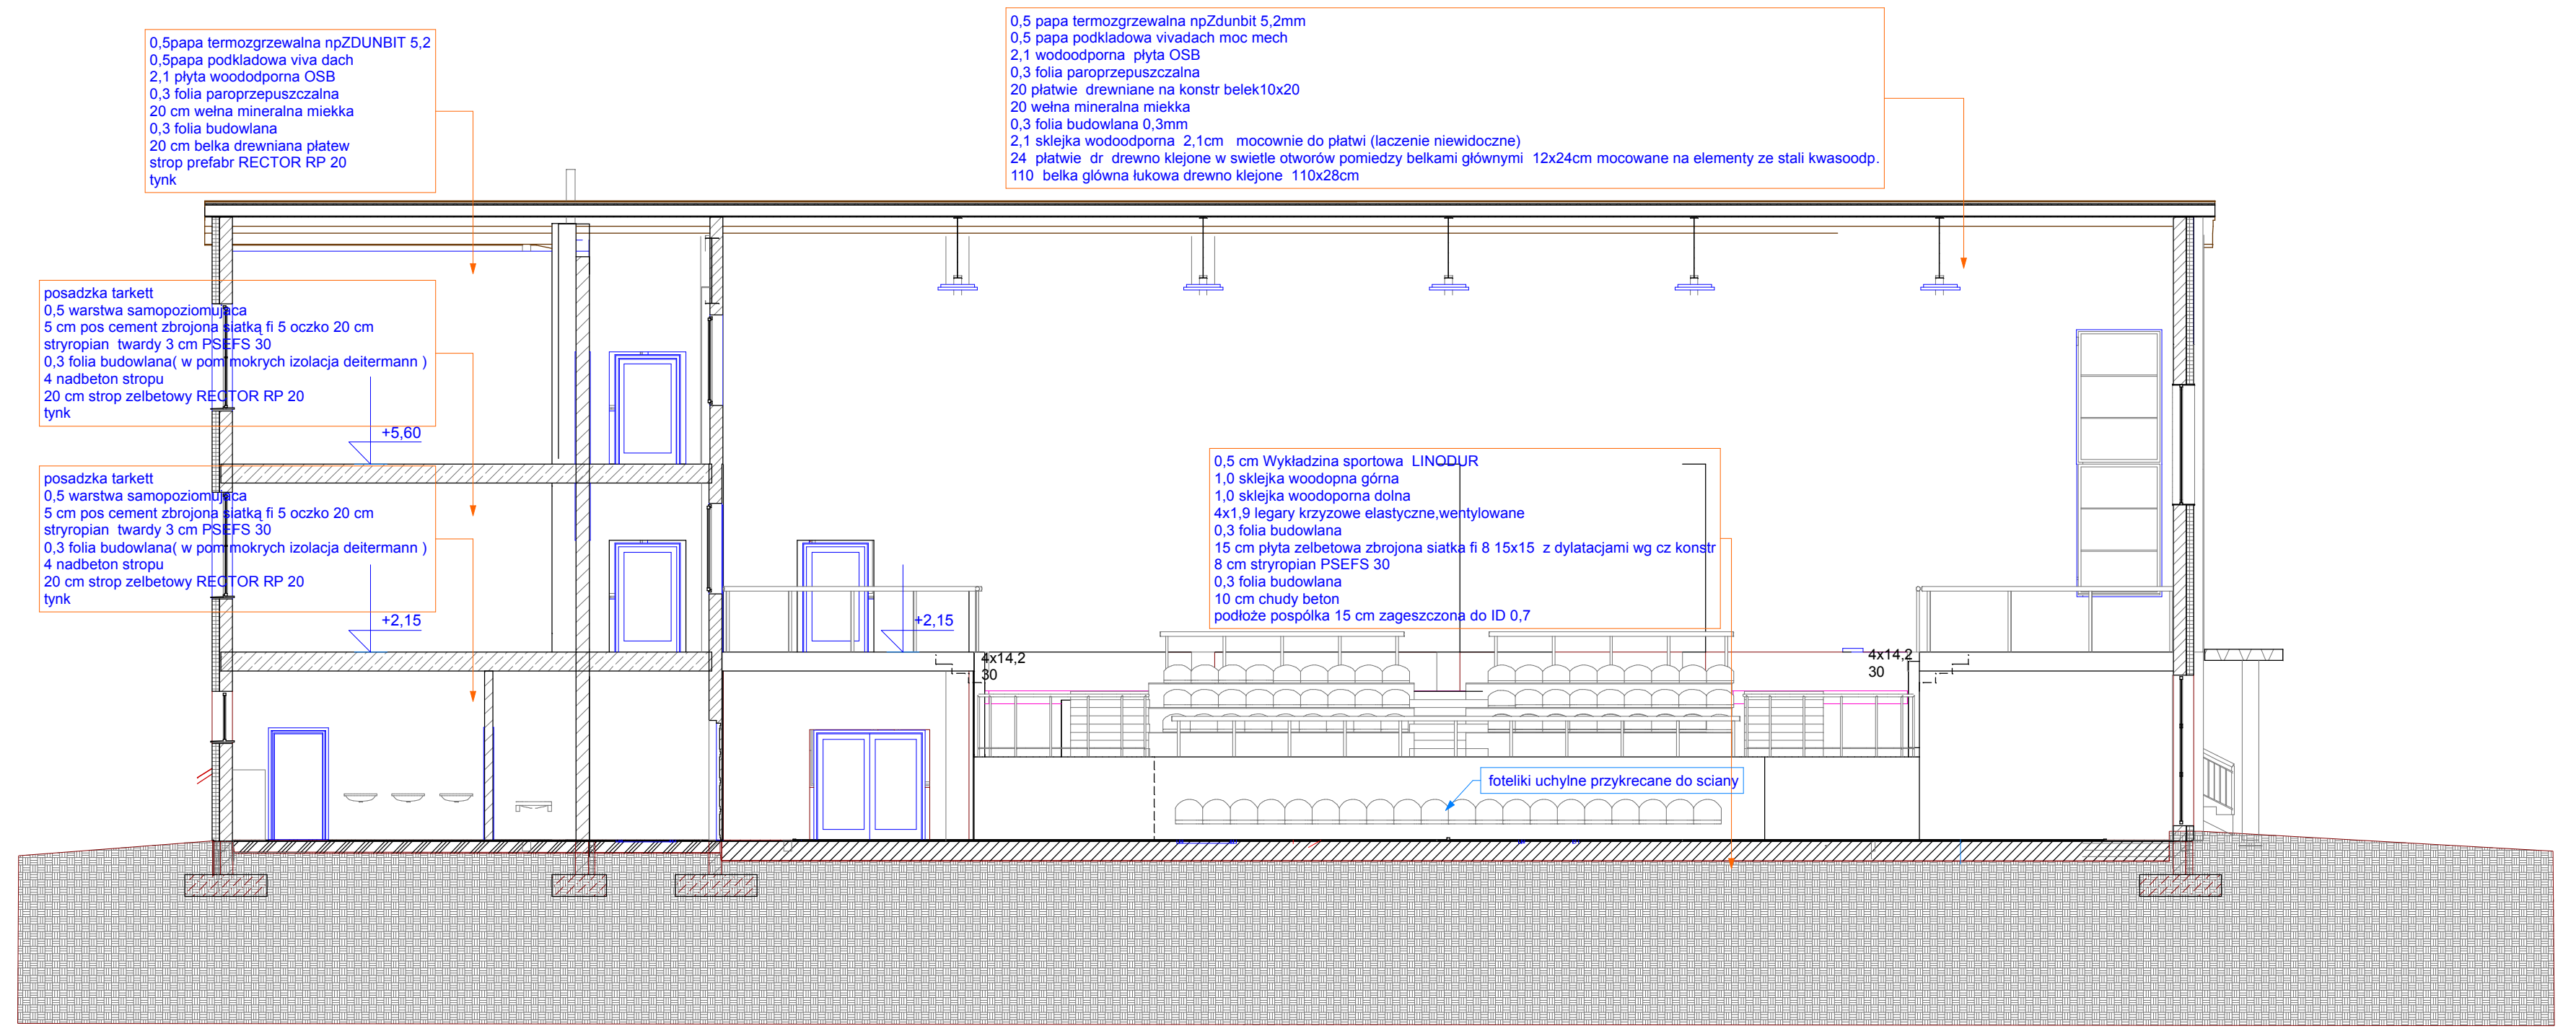 0,5papa termozgrzewalna npZDUNBIT 5,2
0,5papa podkladowa viva dach
2,1 płyta woododporna OSB
0,3 folia paroprzepuszczalna
20 cm wełna mineralna miekka
0,3 folia budowlana
20 cm belka drewniana płatew
strop prefabr RECTOR RP 20
tynk
0,5 papa termozgrzewalna npZdunbit 5,2mm
0,5 papa podkladowa vivadach moc mech
2,1 wodoodporna płyta OSB
0,3 folia paroprzepuszczalna
20 płatwie drewniane na konstr belek10x20
20 wełna mineralna miekka
0,3 folia budowlana 0,3mm
2,1 sklejka wodoodporna 2,1cm mocownie do płatwi (laczenie niewidoczne)
24 płatwie dr drewno klejone w swietle otworów pomiedzy belkami głównymi 12x24cm mocowane na elementy ze stali kwasoodp.
110 belka glówna łukowa drewno klejone 110x28cm
posadzka tarkett
0,5 warstwa samopoziomujaca
5 cm pos cement zbrojona siatką fi 5 oczko 20 cm
stryropian twardy 3 cm PSEFS 30
0,3 folia budowlana( w pom mokrych izolacja deitermann )
4 nadbeton stropu
20 cm strop zelbetowy RECTOR RP 20
tynk
+5,60
posadzka tarkett
0,5 warstwa samopoziomujaca
5 cm pos cement zbrojona siatką fi 5 oczko 20 cm
stryropian twardy 3 cm PSEFS 30
0,3 folia budowlana( w pom mokrych izolacja deitermann )
4 nadbeton stropu
20 cm strop zelbetowy RECTOR RP 20
tynk
+2,15
+2,15
0,5 cm Wykładzina sportowa LINODUR
1,0 sklejka woodopna górna
1,0 sklejka woodoporna dolna
4x1,9 legary krzyzowe elastyczne,wentylowane
0,3 folia budowlana
15 cm płyta zelbetowa zbrojona siatka fi 8 15x15 z dylatacjami wg cz konstr
8 cm stryropian PSEFS 30
0,3 folia budowlana
10 cm chudy beton
podłoże pospólka 15 cm zageszczona do ID 0,7
4x14,2
30
4x14,2
30
foteliki uchylne przykrecane do sciany